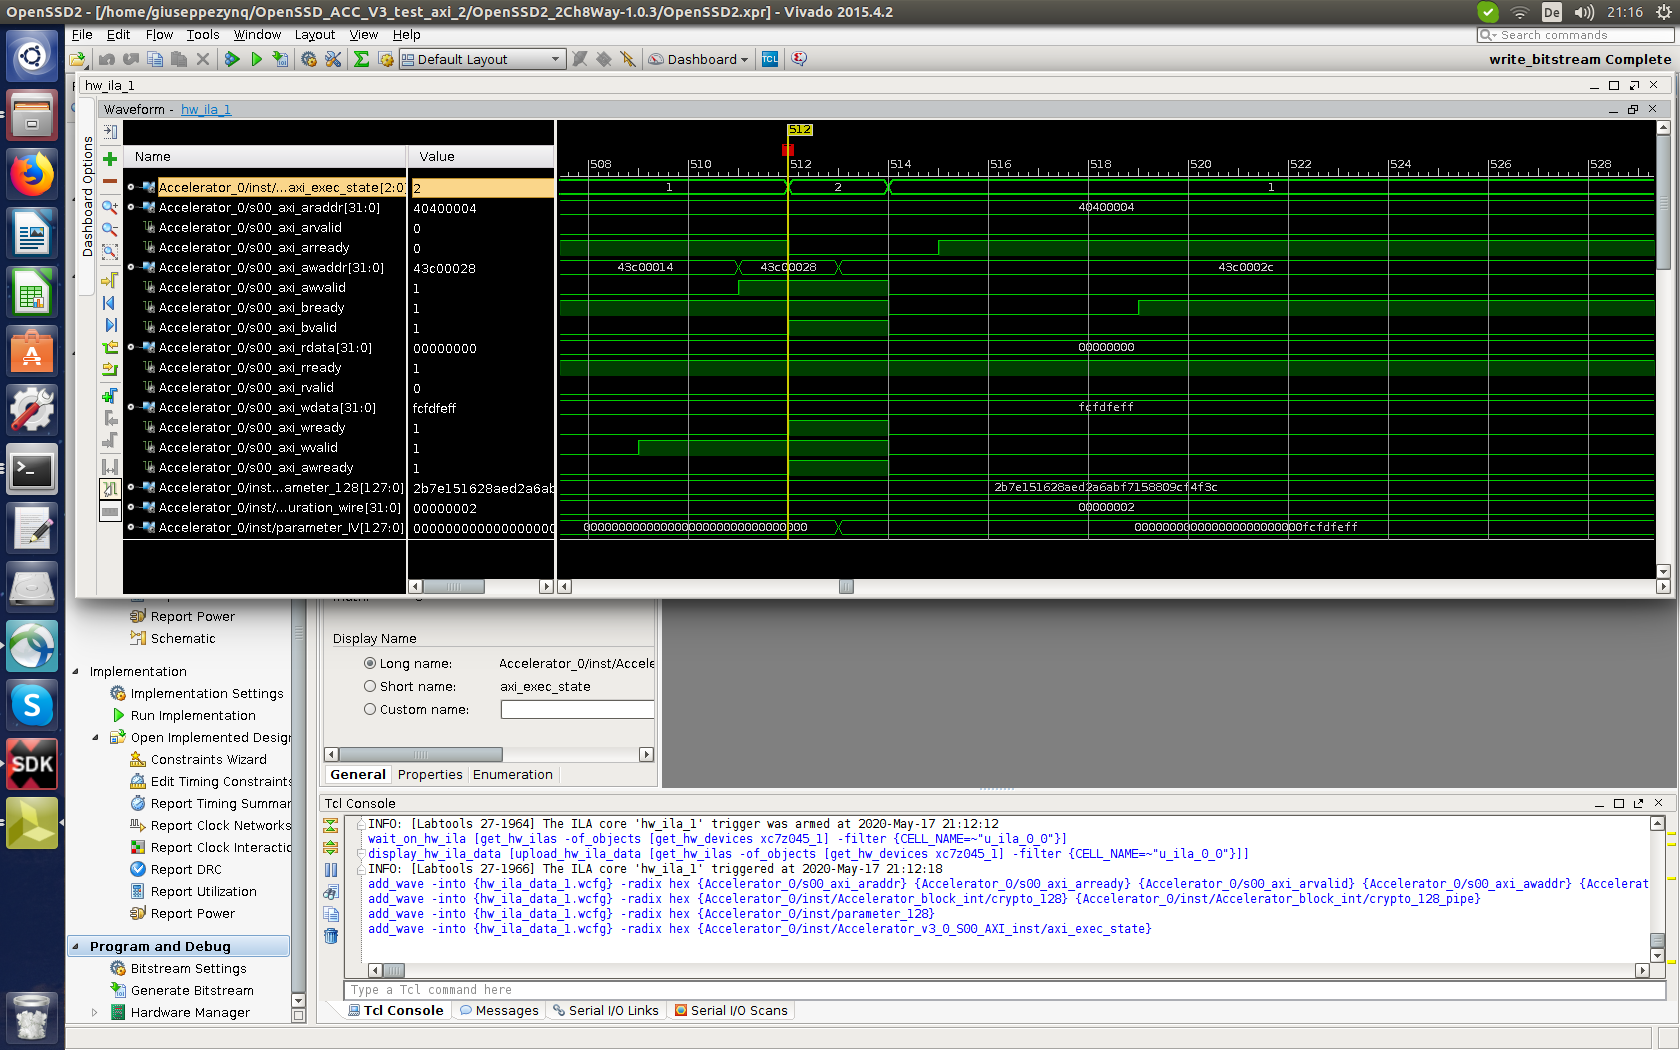 OpenSSD2 - [/home/giuseppezynq/OpenSSD_ACC_V3_test_axi_2/OpenSSD2_2Ch8Way-1.0.3/OpenSSD2.xpr] - Vivado 2015.4.2
De
21:16
File Edit Flow Tools Window Layout View Help
Search commands
Default Layout
Dashboard
TCL
write_bitstream Complete
hw_ila_1
Waveform - hw_ila_1
Dashboard Options
512
Name Value
508 510 512 514 516 518 520 522 524 526 528
Accelerator_0/inst/...axi_exec_state[2:0] 2 1 2 1
Accelerator_0/s00_axi_araddr[31:0] 40400004 40400004
Accelerator_0/s00_axi_arvalid 0
Accelerator_0/s00_axi_arready 0
Accelerator_0/s00_axi_awaddr[31:0] 43c00028 43c00014 43c00028 43c0002c
Accelerator_0/s00_axi_awvalid 1
Accelerator_0/s00_axi_bready 1
Accelerator_0/s00_axi_bvalid 1
Accelerator_0/s00_axi_rdata[31:0] 00000000 00000000
Accelerator_0/s00_axi_rready 1
Accelerator_0/s00_axi_rvalid 0
Accelerator_0/s00_axi_wdata[31:0] fcfdfeff fcfdfeff
Accelerator_0/s00_axi_wready 1
Accelerator_0/s00_axi_wvalid 1
Accelerator_0/s00_axi_awready 1
Accelerator_0/inst...ameter_128[127:0] 2b7e151628aed2a6ab 2b7e151628aed2a6abf7158809cf4f3c
Accelerator_0/inst/...uration_wire[31:0] 00000002 00000002
Accelerator_0/inst/parameter_IV[127:0] 000000000000000000 00000000000000000000000000000000 000000000000000000000000fcfdfeff
Report Power
Schematic
Implementation
Implementation Settings
Run Implementation
Open Implemented Desigr
Constraints Wizard
Edit Timing Constraints
Report Timing Summar
Report Clock Networks
Report Clock Interactic
Report DRC
Report Utilization
Report Power
Program and Debug
Bitstream Settings
Generate Bitstream
Hardware Manager
Display Name
Long name: Accelerator_0/inst/Accele
Short name: axi_exec_state
Custom name:
General Properties Enumeration
Tcl Console
INFO: [Labtools 27-1964] The ILA core 'hw_ila_1' trigger was armed at 2020-May-17 21:12:12
wait_on_hw_ila [get_hw_ilas -of_objects [get_hw_devices xc7z045_1] -filter {CELL_NAME=~"u_ila_0_0"}]
display_hw_ila_data [upload_hw_ila_data [get_hw_ilas -of_objects [get_hw_devices xc7z045_1] -filter {CELL_NAME=~"u_ila_0_0"}]]
INFO: [Labtools 27-1966] The ILA core 'hw_ila_1' triggered at 2020-May-17 21:12:18
add_wave -into {hw_ila_data_1.wcfg} -radix hex {Accelerator_0/s00_axi_araddr} {Accelerator_0/s00_axi_arready} {Accelerator_0/s00_axi_arvalid} {Accelerator_0/s00_axi_awaddr} {Accelerat
add_wave -into {hw_ila_data_1.wcfg} -radix hex {Accelerator_0/inst/Accelerator_block_int/crypto_128} {Accelerator_0/inst/Accelerator_block_int/crypto_128_pipe}
add_wave -into {hw_ila_data_1.wcfg} -radix hex {Accelerator_0/inst/parameter_128}
add_wave -into {hw_ila_data_1.wcfg} -radix hex {Accelerator_0/inst/Accelerator_v3_0_S00_AXI_inst/axi_exec_state}
Type a Tcl command here
Tcl Console Messages Serial I/O Links Serial I/O Scans
SDK